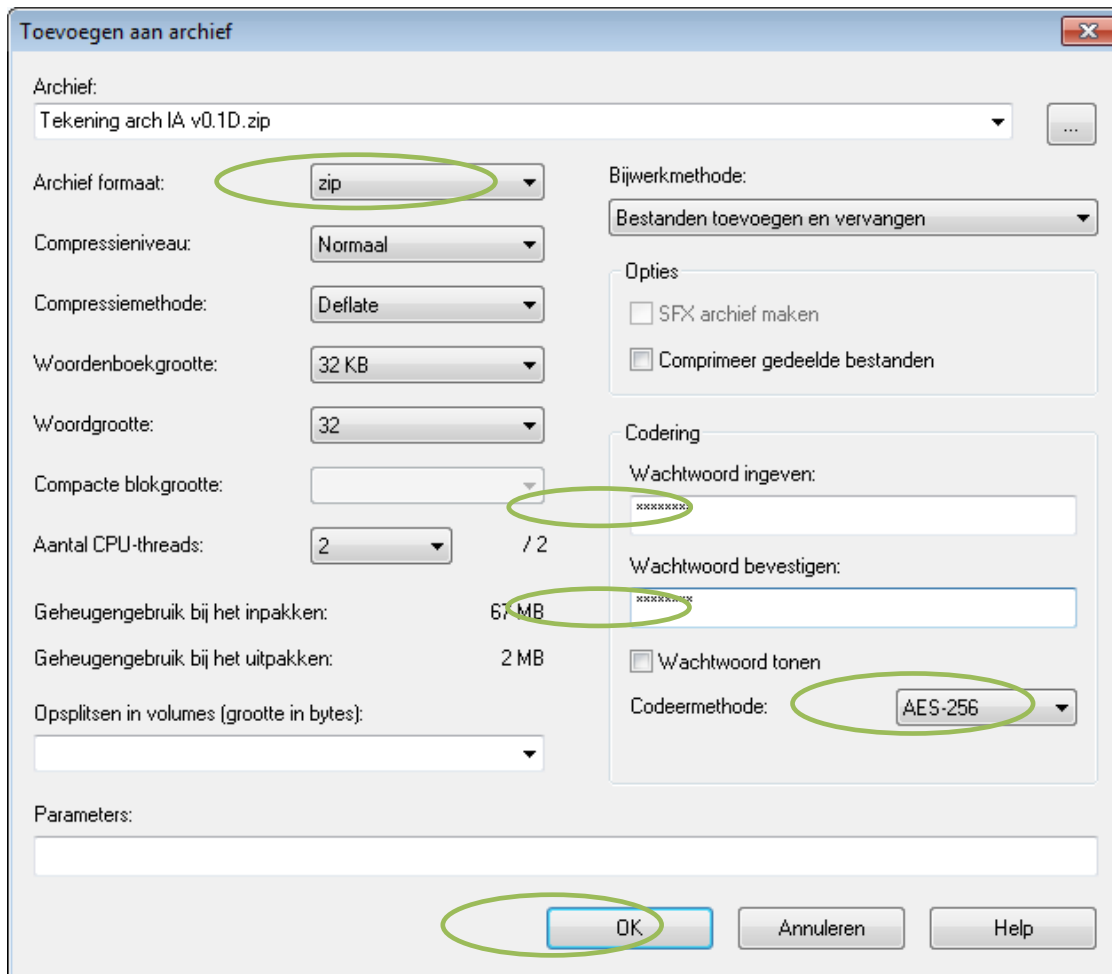 Toevoegen aan archief
Archief:
Tekening arch IA v0.1D.zip
...
Archief formaat:
zip
Compressieniveau:
Normaal
Compressiemethode:
Deflate
Woordenboekgrootte:
32 KB
Woordgrootte:
32
Compacte blokgrootte:
Aantal CPU-threads:
2
/ 2
Geheugengebruik bij het inpakken:
67 MB
Geheugengebruik bij het uitpakken:
2 MB
Opsplitsen in volumes (grootte in bytes):
Bijwerkmethode:
Bestanden toevoegen en vervangen
Opties
SFX archief maken
Comprimeer gedeelde bestanden
Codering
Wachtwoord ingeven:
********
Wachtwoord bevestigen:
********
Wachtwoord tonen
Codeermethode:
AES-256
Parameters:
OK
Annuleren
Help